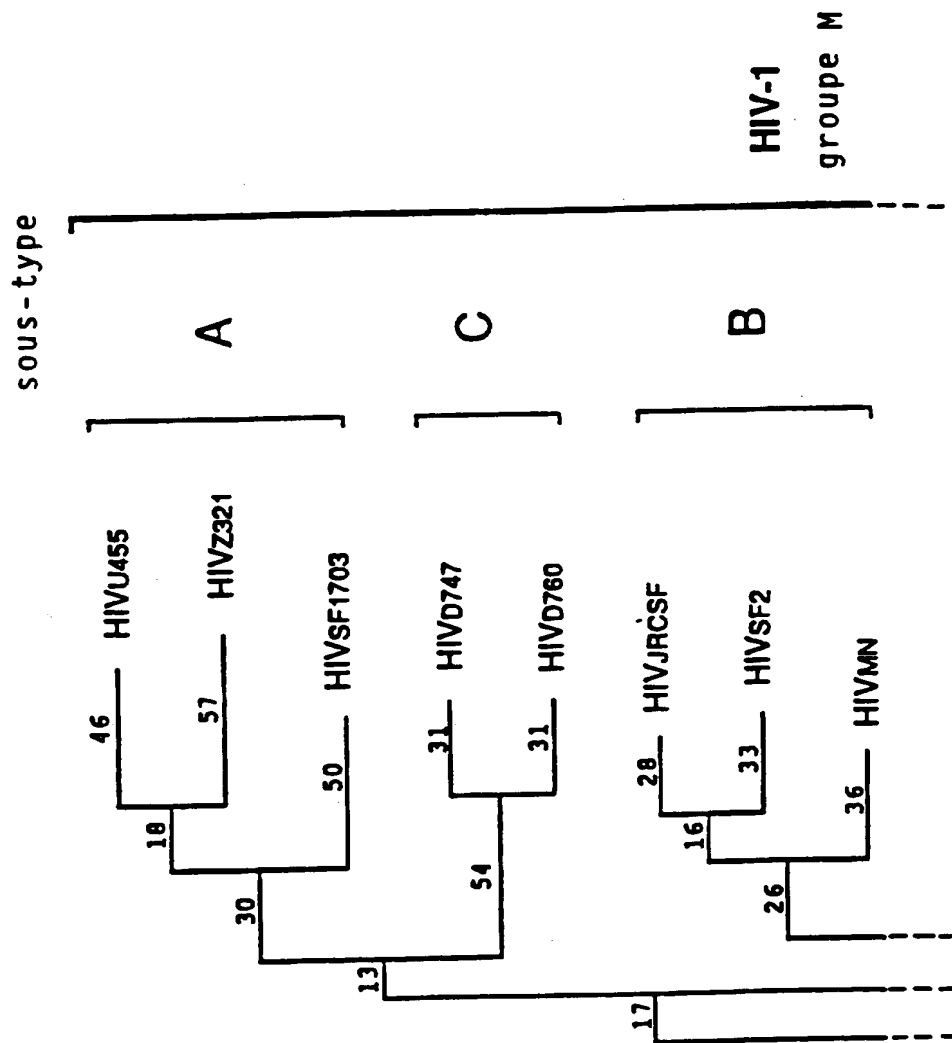 sous-type
46
HIVU455
18
57
HIVZ321
A
30
50
HIVSF1703
13
31
HIVD747
54
C
31
HIVD760
17
28
HIVJRCSF
16
33
HIVSF2
B
26
36
HIVMN
HIV-1
groupe M